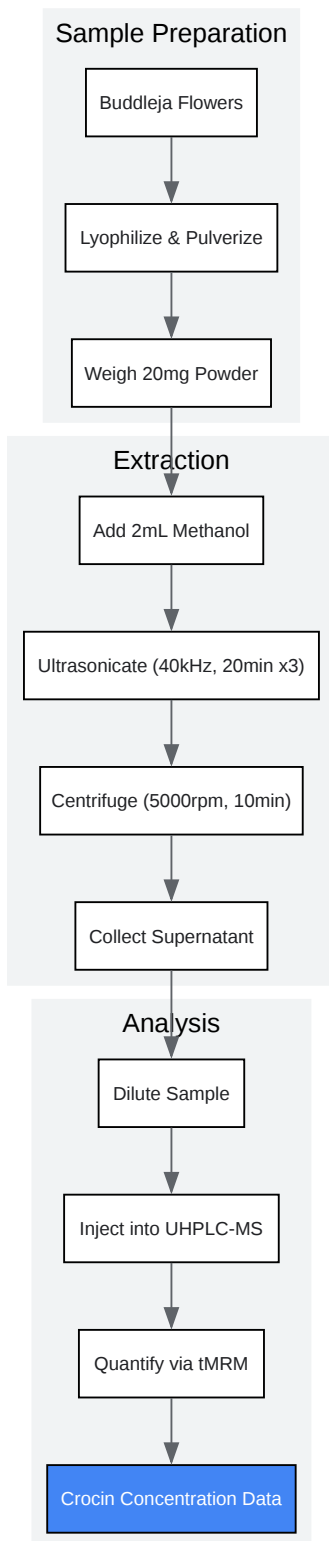 Sample Preparation
Buddleja Flowers
Lyophilize & Pulverize
Weigh 20mg Powder
Extraction
Add 2mL Methanol
Ultrasonicate (40kHz, 20min x3)
Centrifuge (5000rpm, 10min)
Collect Supernatant
Analysis
Dilute Sample
Inject into UHPLC-MS
Quantify via tMRM
Crocin Concentration Data